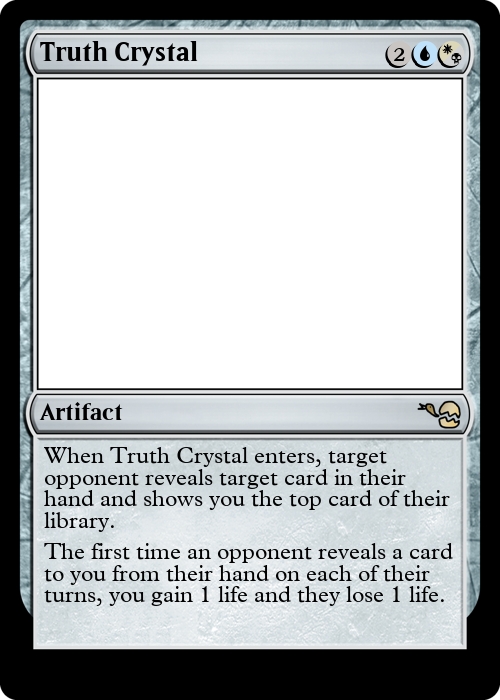 Truth Crystal 2
Artifact
When Truth Crystal enters, target
opponent reveals target card in their
hand and shows you the top card of their
library.
The first time an opponent reveals a card
to you from their hand on each of their
turns, you gain 1 life and they lose 1 life.